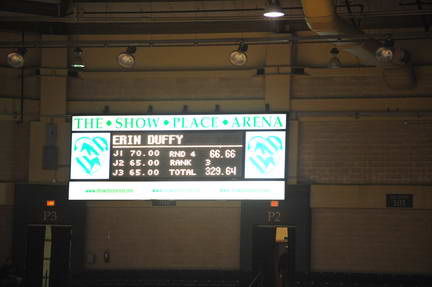 THE • SHOW • PLACE • ARENA
ERIN DUFFY
J1 70.00 RND 4 66.66
J2 65.00 RANK 3
J3 65.00 TOTAL 329.64
P3
P2
101